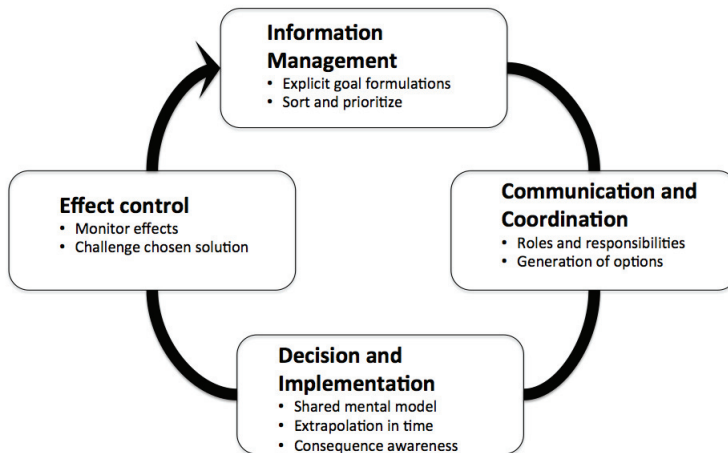 Information
Management
• Explicit goal formulations
• Sort and prioritize
Communication and
Coordination
• Roles and responsibilities
• Generation of options
Decision and
Implementation
• Shared mental model
• Extrapolation in time
• Consequence awareness
Effect control
• Monitor effects
• Challenge chosen solution